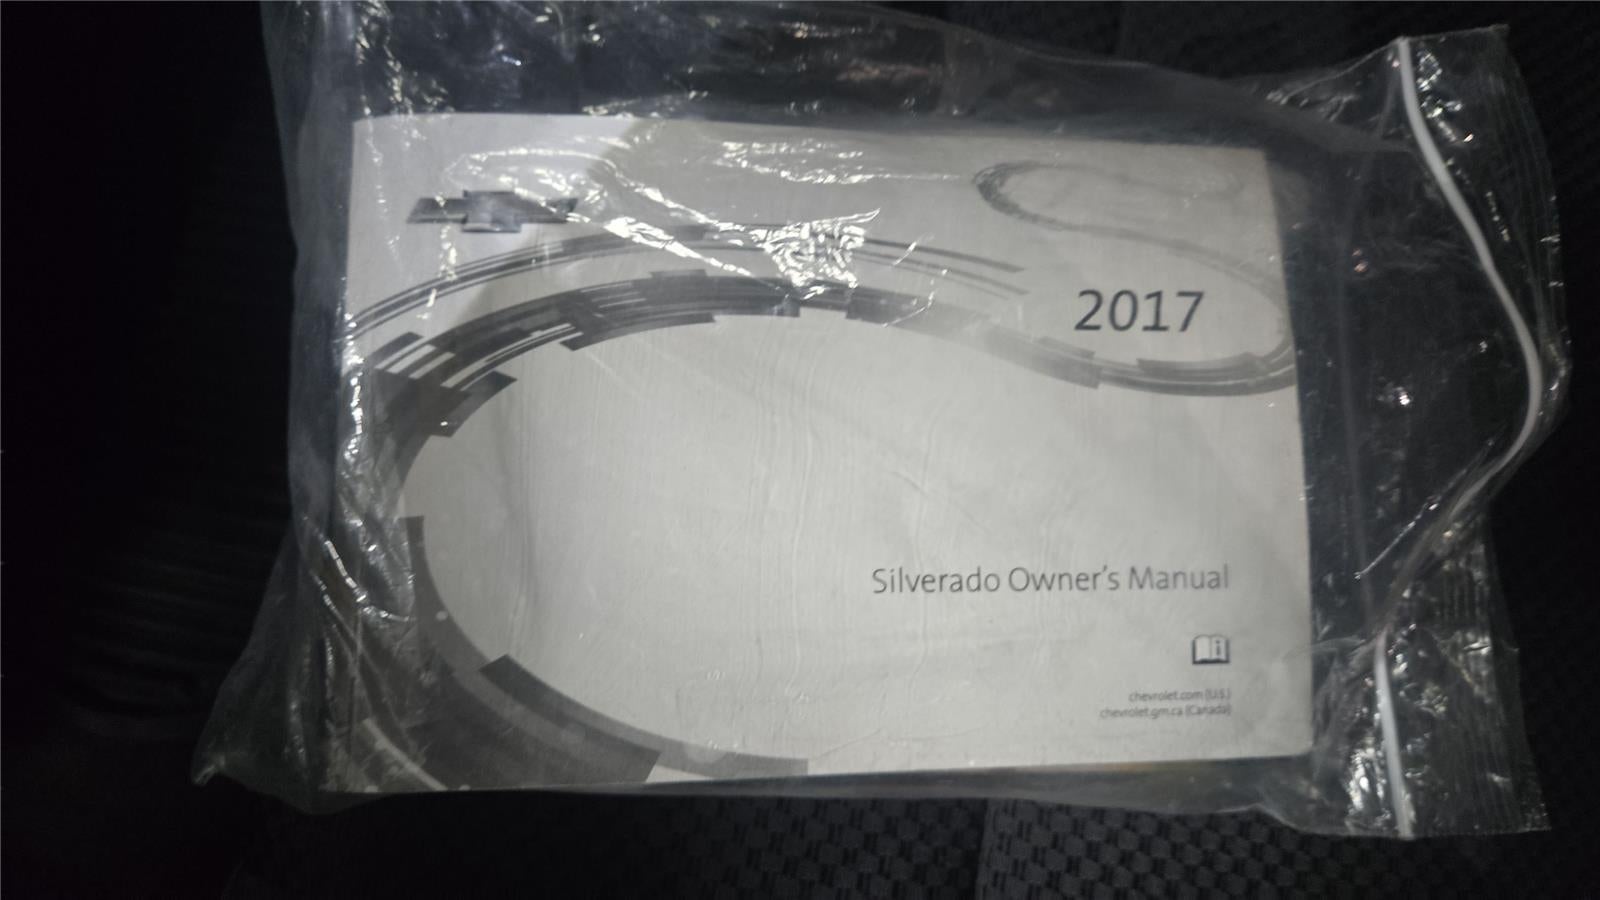 2017
Silverado Owner's Manual
chevrolet.com (U.S.)
chevrolet.gm.ca (Canada)